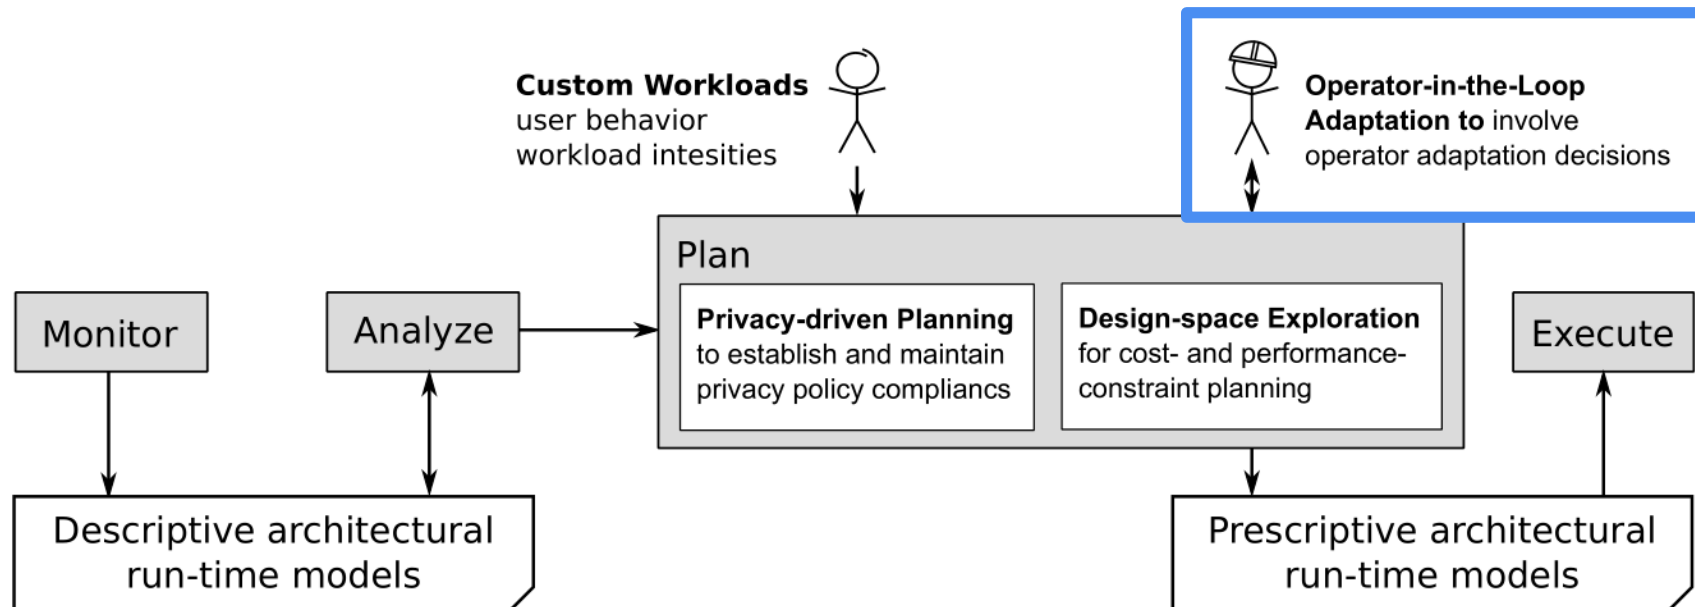 Custom Workloads
user behavior
workload intesities
Operator-in-the-Loop
Adaptation to involve
operator adaptation decisions
Plan
Monitor
Analyze
Privacy-driven Planning
to establish and maintain
privacy policy compliancs
Design-space Exploration
for cost- and performance-
constraint planning
Execute
Descriptive architectural
run-time models
Prescriptive architectural
run-time models